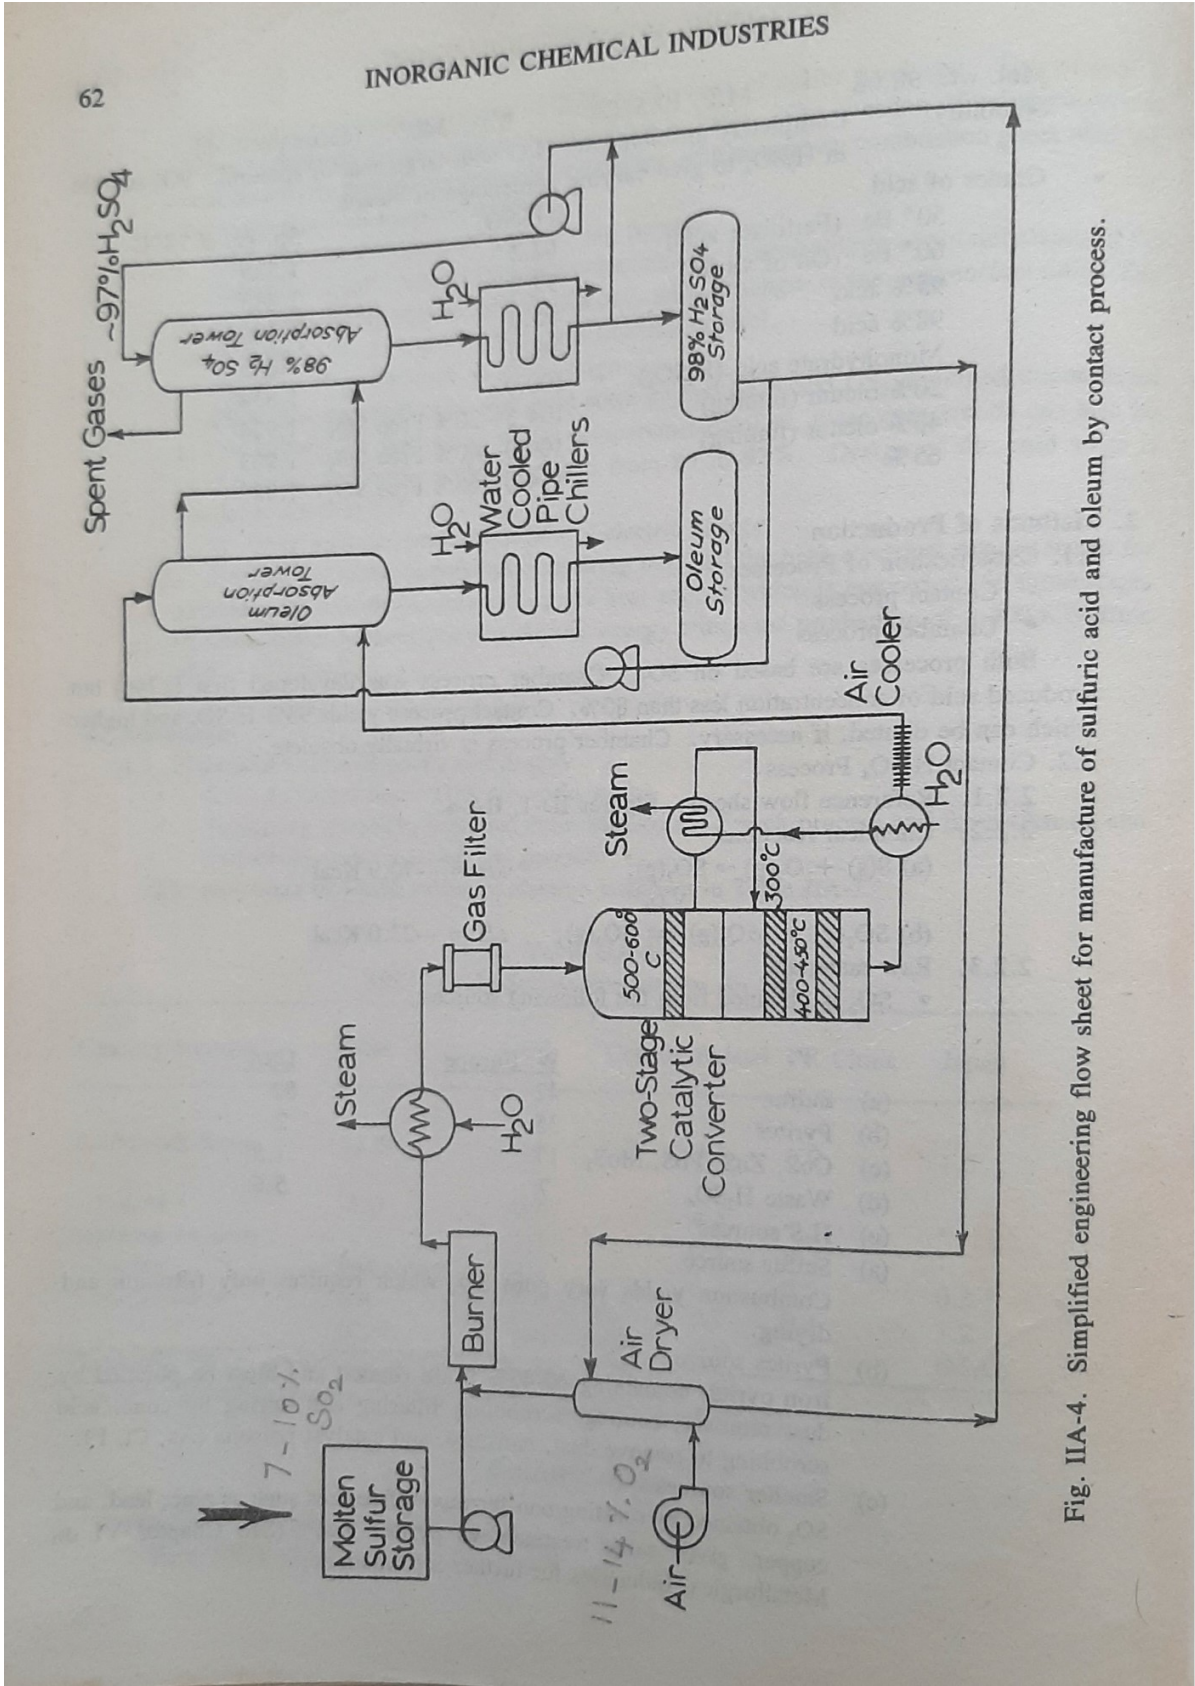 62
INORGANIC CHEMICAL INDUSTRIES
7-10%
SO2
Molten
Sulfur
Storage
11-14%O2
Air
Air
Dryer
Burner
Steam
H2O
Gas Filter
500-600°
C
300°C
400-450°C
Two-Stage
Catalytic
Converter
Steam
H2O
Air
Cooler
Oleum
Absorption
Tower
H2O
Water
Cooled
Pipe
Chillers
Oleum
Storage
Spent Gases
~97%H2SO4
98% H2 SO4
Absorption Tower
H2O
98% H2 SO4
Storage
Fig. IIA-4. Simplified engineering flow sheet for manufacture of sulfuric acid and oleum by contact process.